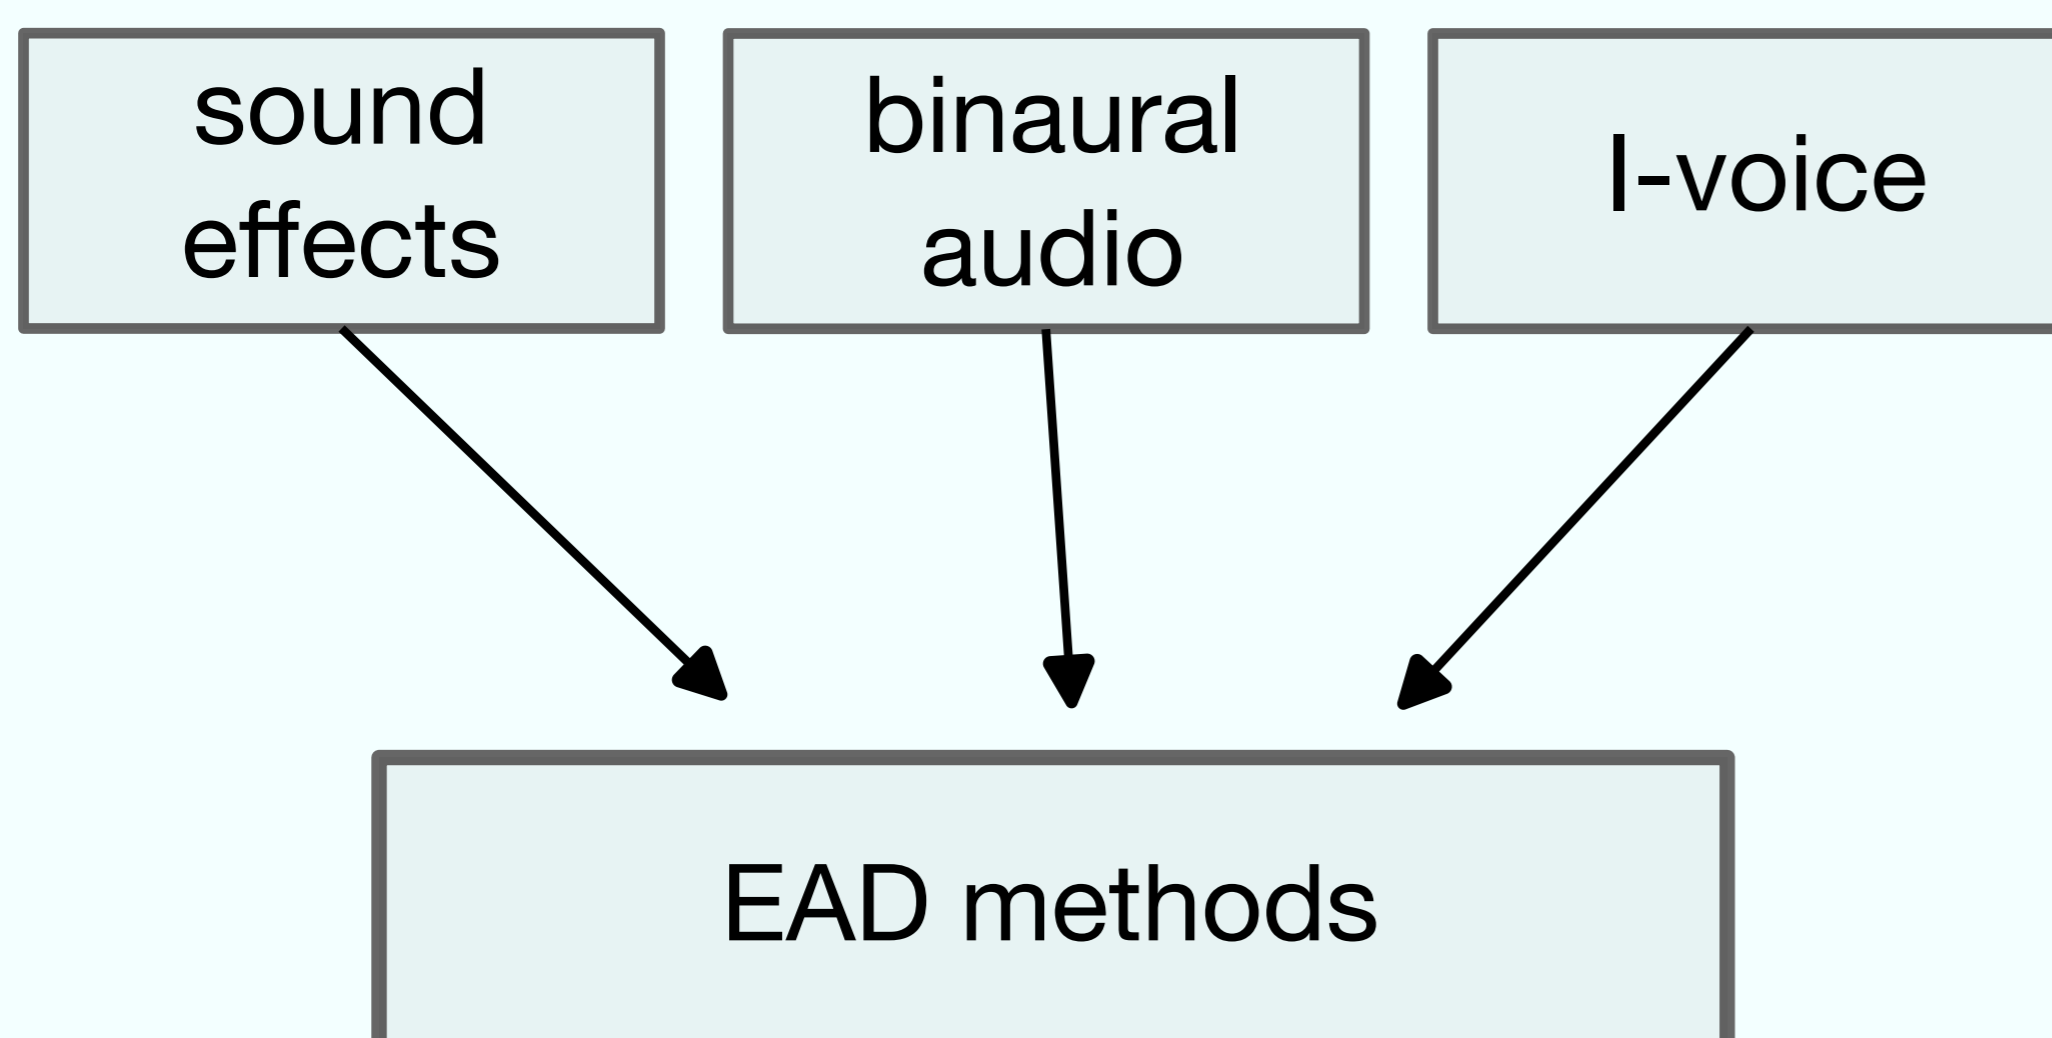 sound
effects
binaural
audio
I-voice
EAD methods